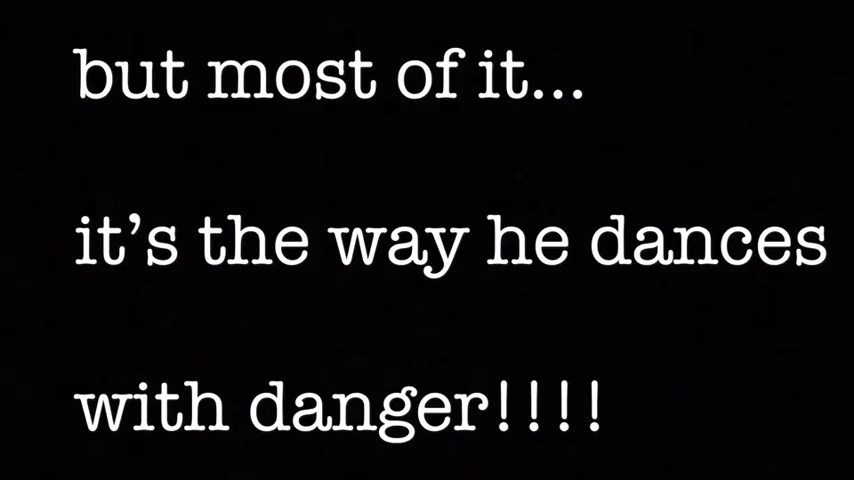 but most of it...
it’s the way he dances
with danger!!!!